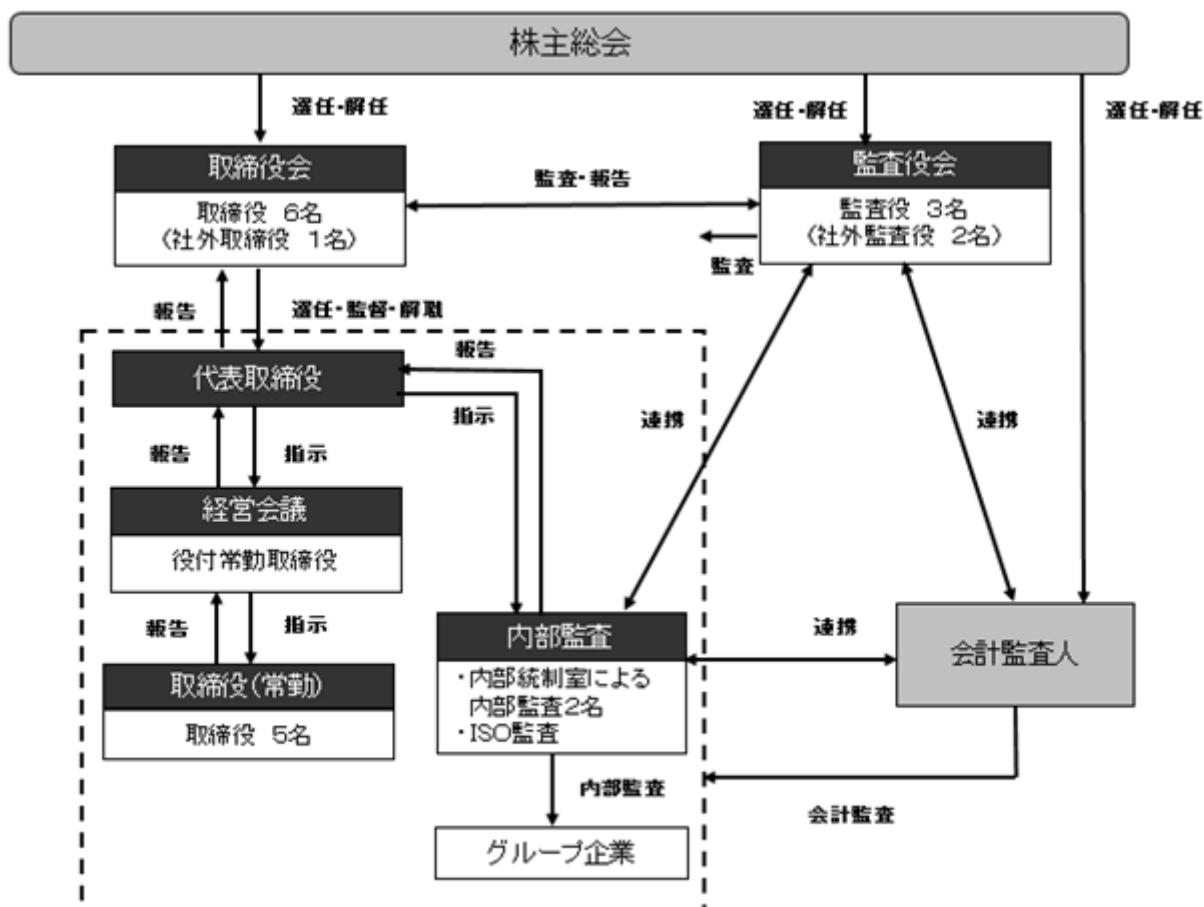 株主総会
選任・解任
選任・解任
選任・解任
取締役会
取締役 6名
(社外取締役 1名)
監査・報告
監査役会
監査役 3名
(社外監査役 2名)
監査
報告
選任・監督・解職
代表取締役
報告
指示
連携
連携
報告
指示
経営会議
役付常勤取締役
報告
指示
取締役(常勤)
取締役 5名
内部監査
・内部統制室による
内部監査2名
・ISO監査
連携
会計監査人
内部監査
会計監査
グループ企業